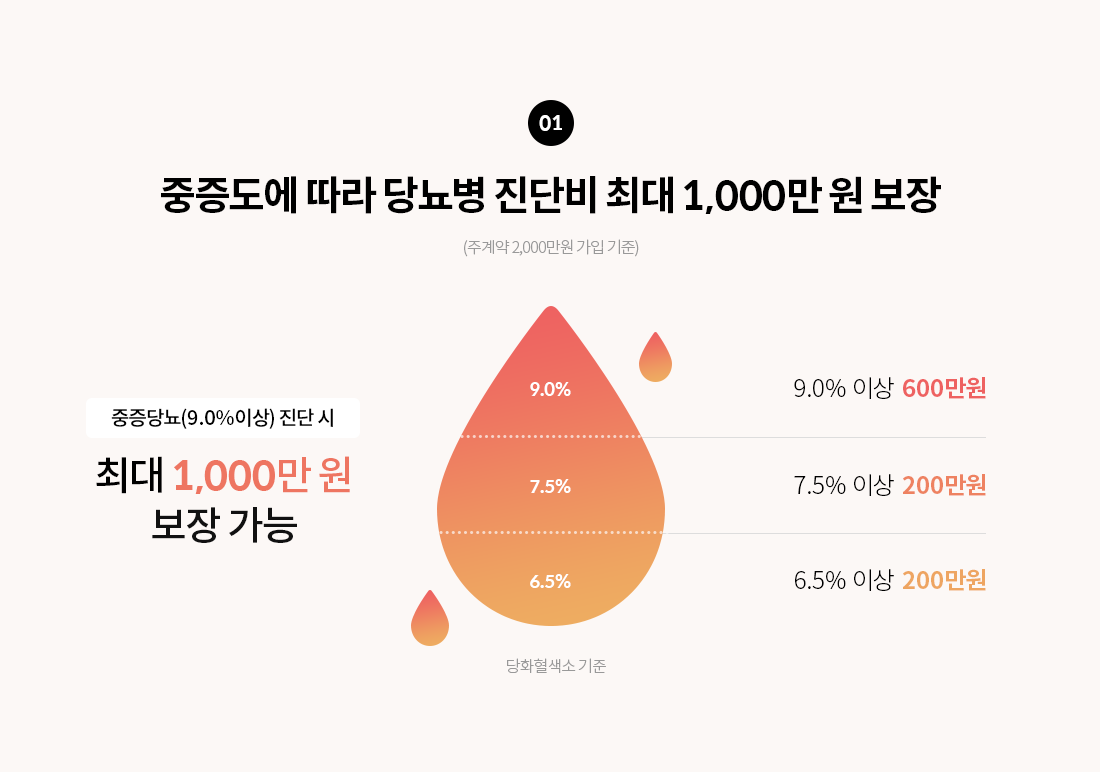 01
중증도에 따라 당뇨병 진단비 최대 1,000만 원 보장
(주계약 2,000만원 가입 기준)
중증당뇨(9.0%이상) 진단 시
최대 1,000만 원
보장 가능
9.0%
7.5%
6.5%
9.0% 이상 600만원
7.5% 이상 200만원
6.5% 이상 200만원
당화혈색소 기준